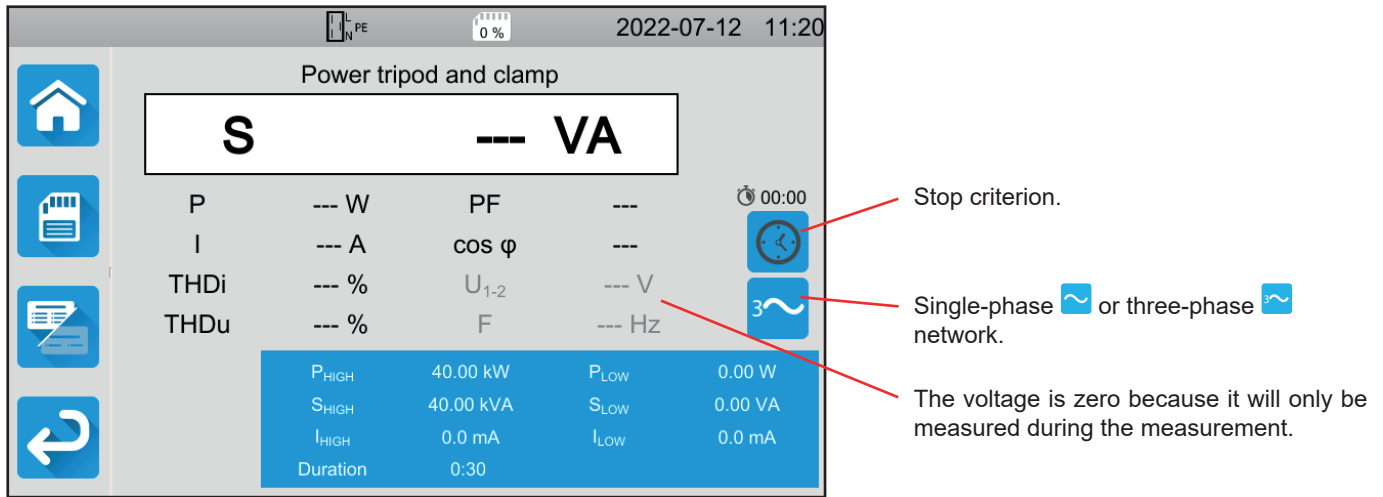 L
N PE
0 %
2022-07-12 11:20
Power tripod and clamp
S --- VA
P --- W PF ---
00:00
I --- A cos φ ---
THDi --- % U1-2 --- V
THDu --- % F --- Hz
3
PHIGH 40.00 kW PLOW 0.00 W
SHIGH 40.00 kVA SLOW 0.00 VA
IHIGH 0.0 mA ILOW 0.0 mA
Duration 0:30
Stop criterion.
Single-phase or three-phase 3
network.
The voltage is zero because it will only be
measured during the measurement.